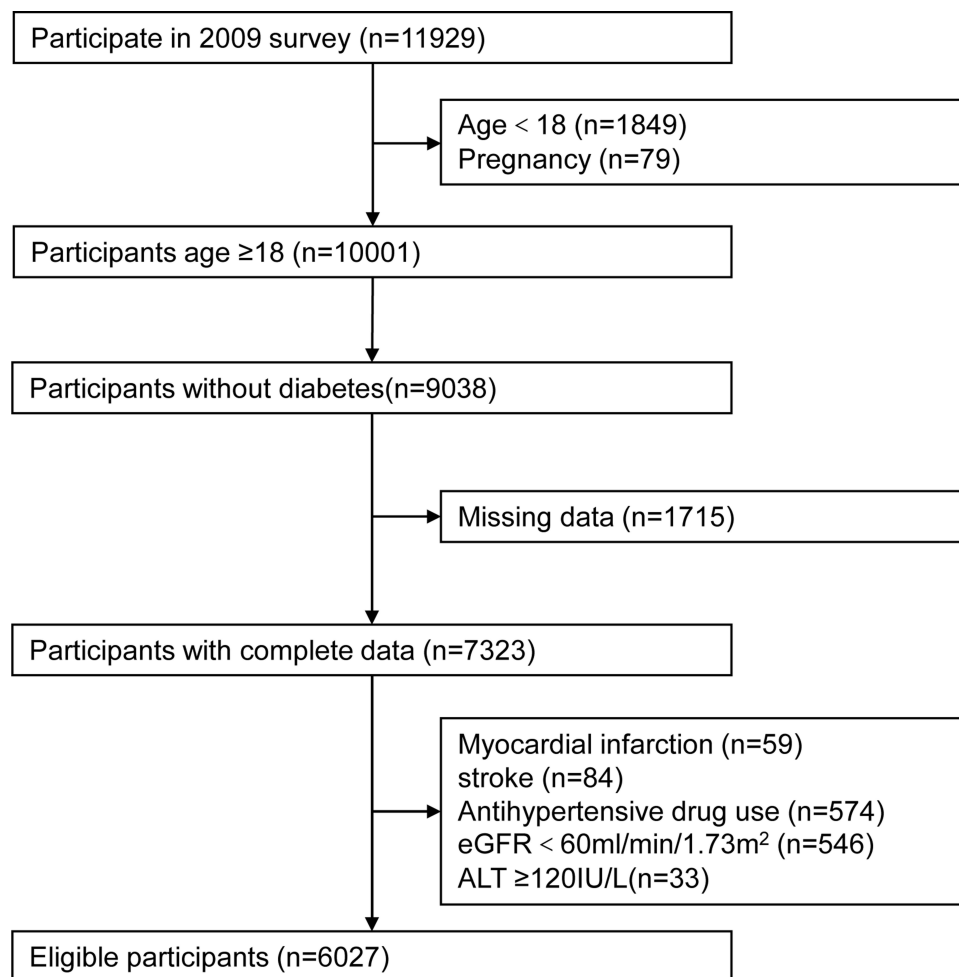 Participate in 2009 survey (n=11929)
Age < 18 (n=1849)
Pregnancy (n=79)
Participants age ≥18 (n=10001)
Participants without diabetes(n=9038)
Missing data (n=1715)
Participants with complete data (n=7323)
Myocardial infarction (n=59)
stroke (n=84)
Antihypertensive drug use (n=574)
eGFR < 60ml/min/1.73m² (n=546)
ALT ≥120IU/L(n=33)
Eligible participants (n=6027)